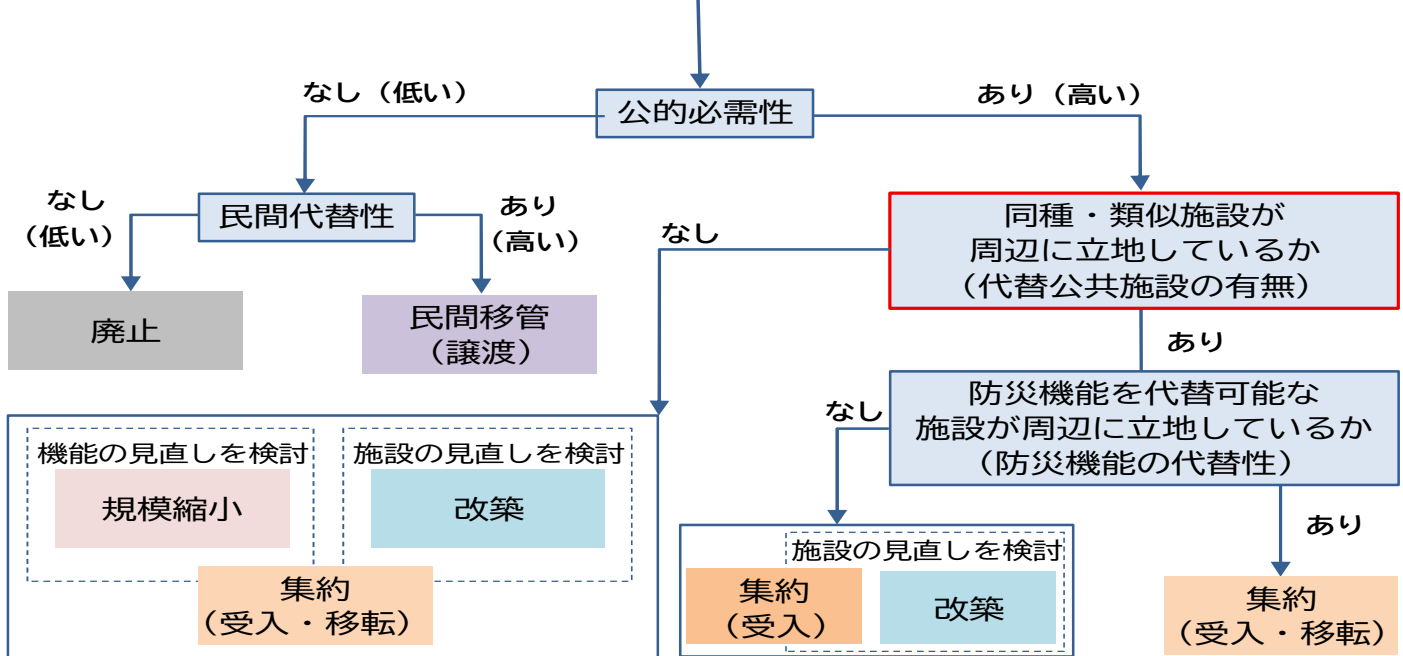 なし（低い）
公的必需性
あり（高い）
なし
（低い）
民間代替性
あり
（高い）
同種・類似施設が
周辺に立地しているか
（代替公共施設の有無）
なし
廃止
民間移管
（譲渡）
あり
防災機能を代替可能な
施設が周辺に立地しているか
（防災機能の代替性）
なし
機能の見直しを検討
規模縮小
施設の見直しを検討
改築
集約
（受入・移転）
施設の見直しを検討
集約
（受入）
改築
あり
集約
（受入・移転）